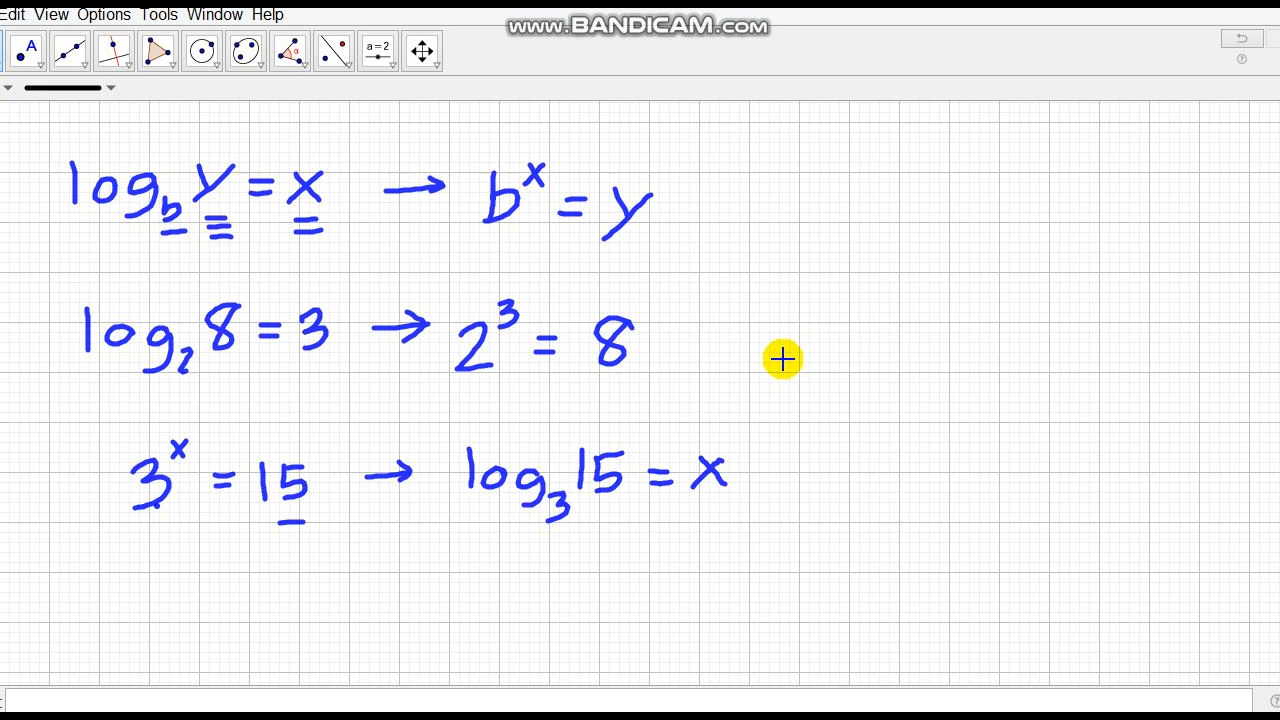 Edit View Options Tools Window Help
www.BANDICAM.com
A
α
a=2
log_b y = x → b^x = y
log_2 8 = 3 → 2^3 = 8
3^x = 15 → log_3 15 = x